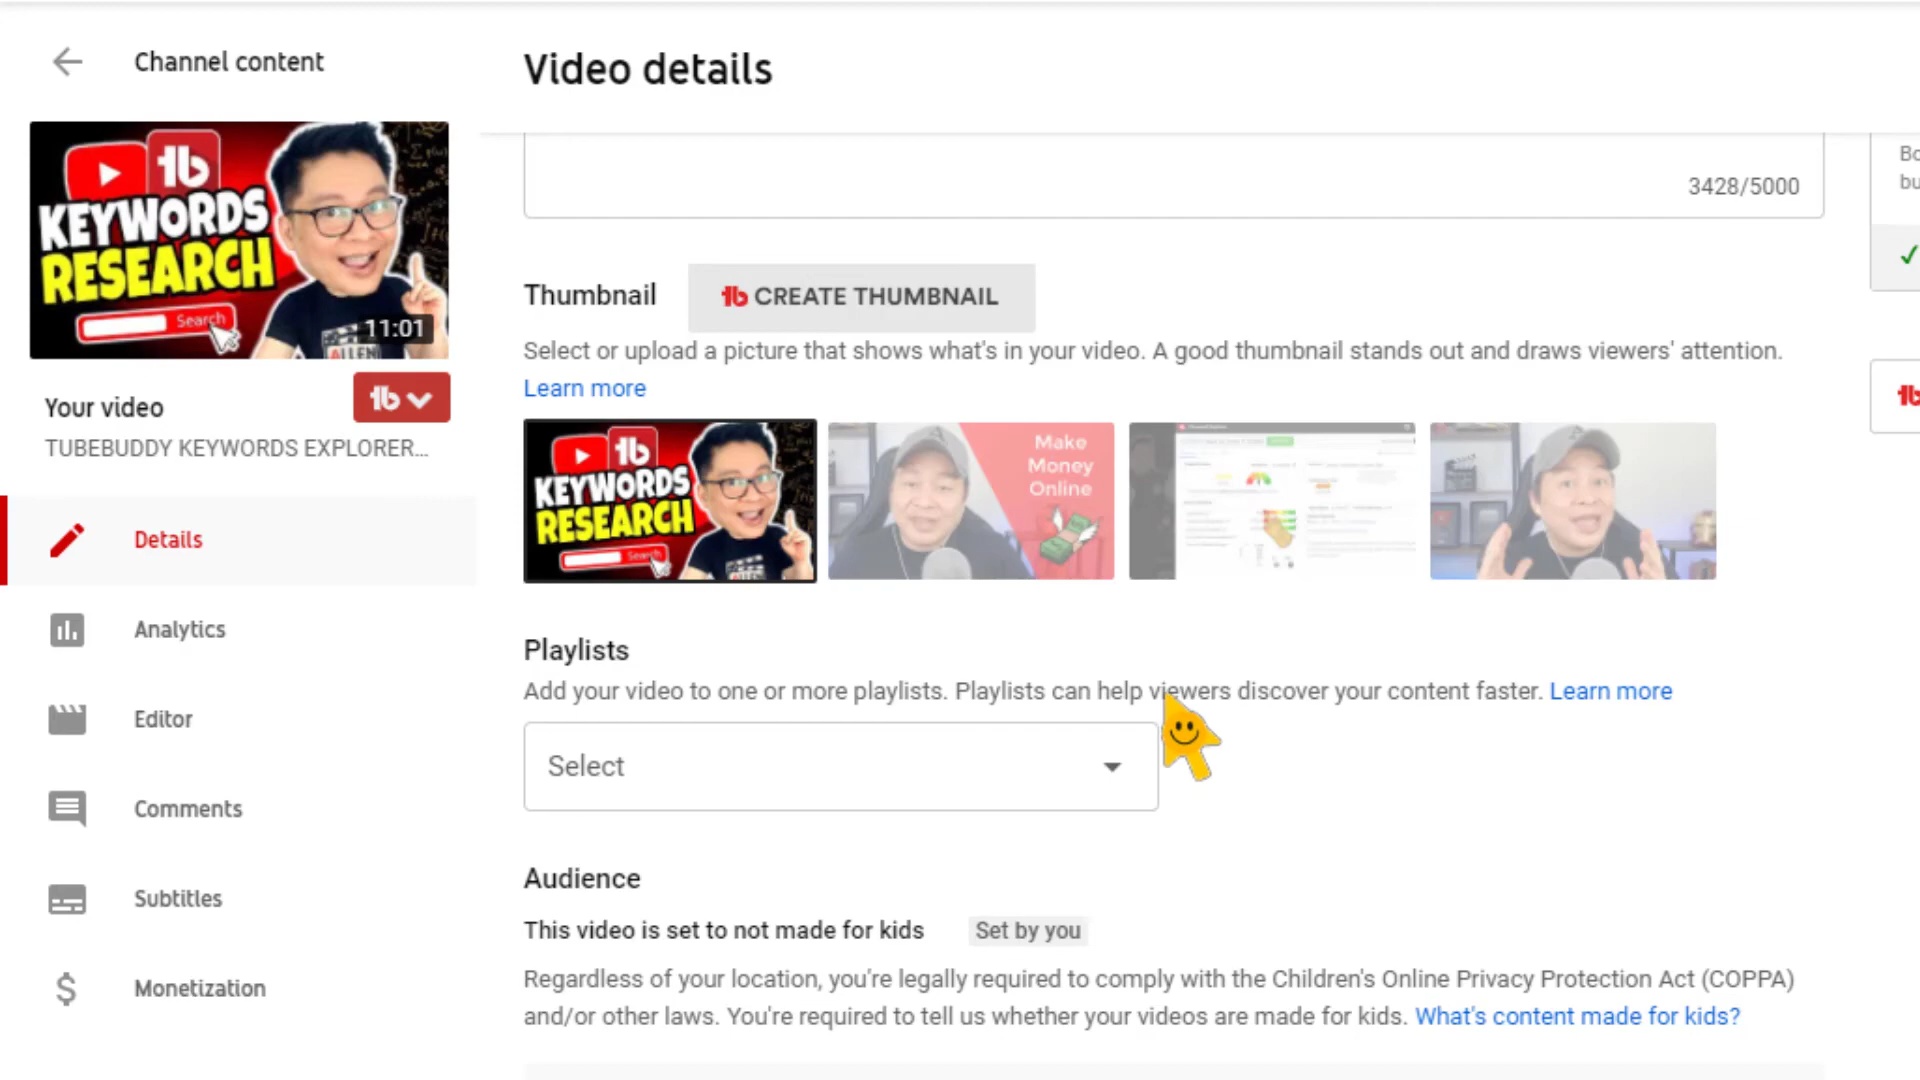 Channel content
Video details
KEYWORDS
RESEARCH
Search
11:01
ALLEN
Your video
TUBEBUDDY KEYWORDS EXPLORER...
Details
Analytics
Editor
Comments
Subtitles
Monetization
3428/5000
Thumbnail
CREATE THUMBNAIL
Select or upload a picture that shows what's in your video. A good thumbnail stands out and draws viewers' attention.
Learn more
KEYWORDS
RESEARCH
Search
ALLEN
Make
Money
Online
Playlists
Add your video to one or more playlists. Playlists can help viewers discover your content faster. Learn more
Select
Audience
This video is set to not made for kids
Set by you
Regardless of your location, you're legally required to comply with the Children's Online Privacy Protection Act (COPPA)
and/or other laws. You're required to tell us whether your videos are made for kids. What's content made for kids?
Bo
bu